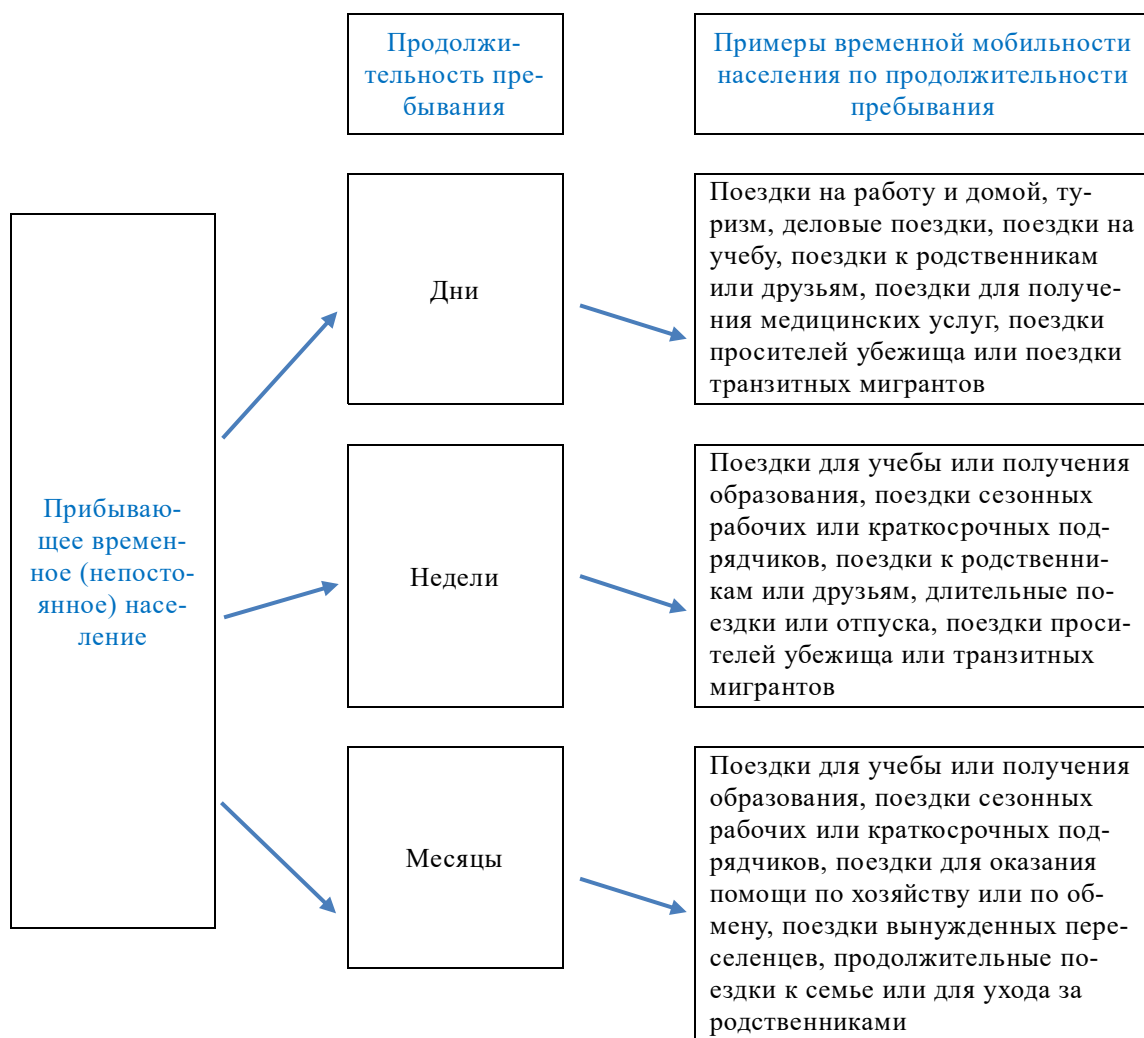 Продолжи-
тельность пре-
бывания
Примеры временной мобильности
населения по продолжительности
пребывания
Прибываю-
щее времен-
ное (непосто-
янное) насе-
ление
Дни
Поездки на работу и домой, ту-
ризм, деловые поездки, поездки на
учебу, поездки к родственникам
или друзьям, поездки для получе-
ния медицинских услуг, поездки
просителей убежища или поездки
транзитных мигрантов
Недели
Поездки для учебы или получения
образования, поездки сезонных
рабочих или краткосрочных под-
рядчиков, поездки к родственни-
кам или друзьям, длительные по-
ездки или отпуска, поездки проси-
телей убежища или транзитных
мигрантов
Месяцы
Поездки для учебы или получения
образования, поездки сезонных
рабочих или краткосрочных под-
рядчиков, поездки для оказания
помощи по хозяйству или по об-
мену, поездки вынужденных пере-
селенцев, продолжительные по-
ездки к семье или для ухода за
родственниками